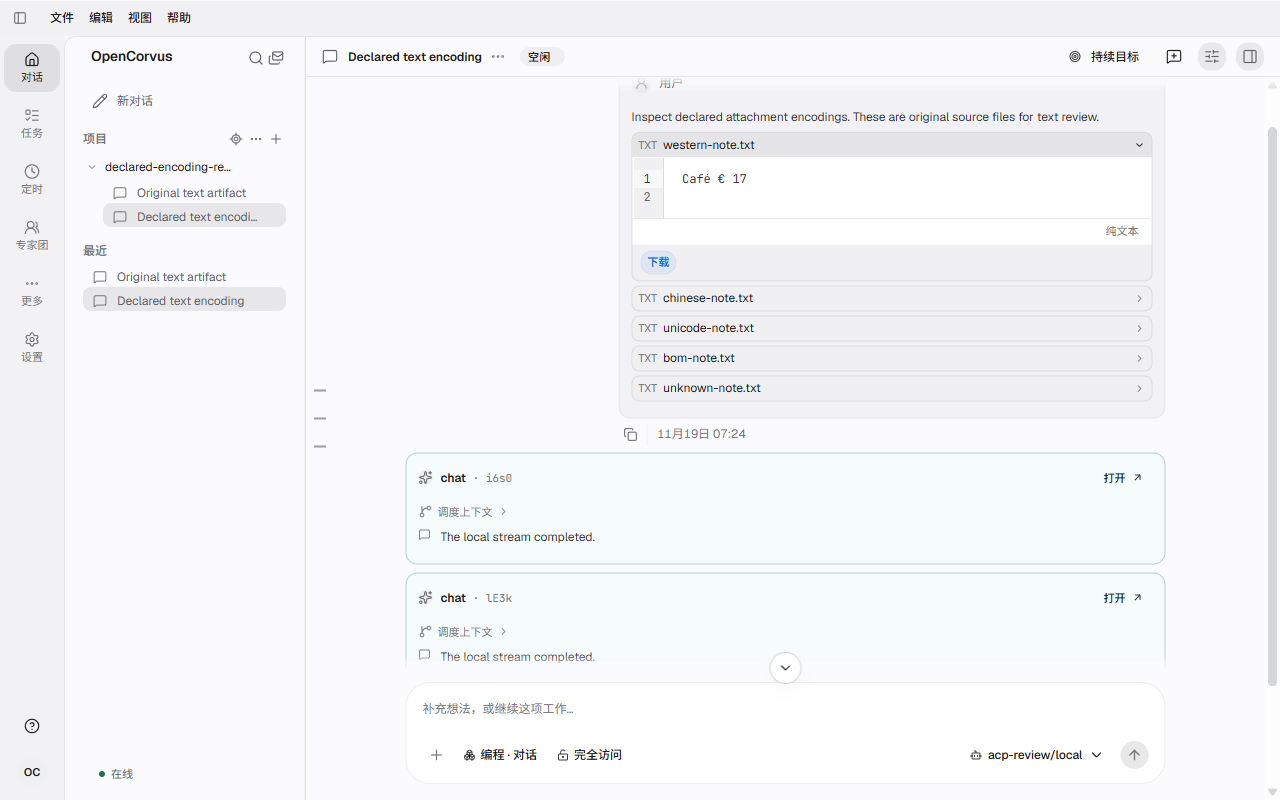 文件 编辑 视图 帮助
对话
任务
定时
专家团
更多
设置
OC
OpenCorvus
新对话
项目
declared-encoding-re…
Original text artifact
Declared text encodi…
最近
Original text artifact
Declared text encoding
在线
Declared text encoding
空闲
持续目标
用户
Inspect declared attachment encodings. These are original source files for text review.
TXT western-note.txt
1 Café € 17
2
纯文本
下载
TXT chinese-note.txt
TXT unicode-note.txt
TXT bom-note.txt
TXT unknown-note.txt
11月19日 07:24
chat · i6s0 打开
调度上下文
The local stream completed.
chat · lE3k 打开
调度上下文
The local stream completed.
补充想法，或继续这项工作…
编程 · 对话 完全访问 acp-review/local